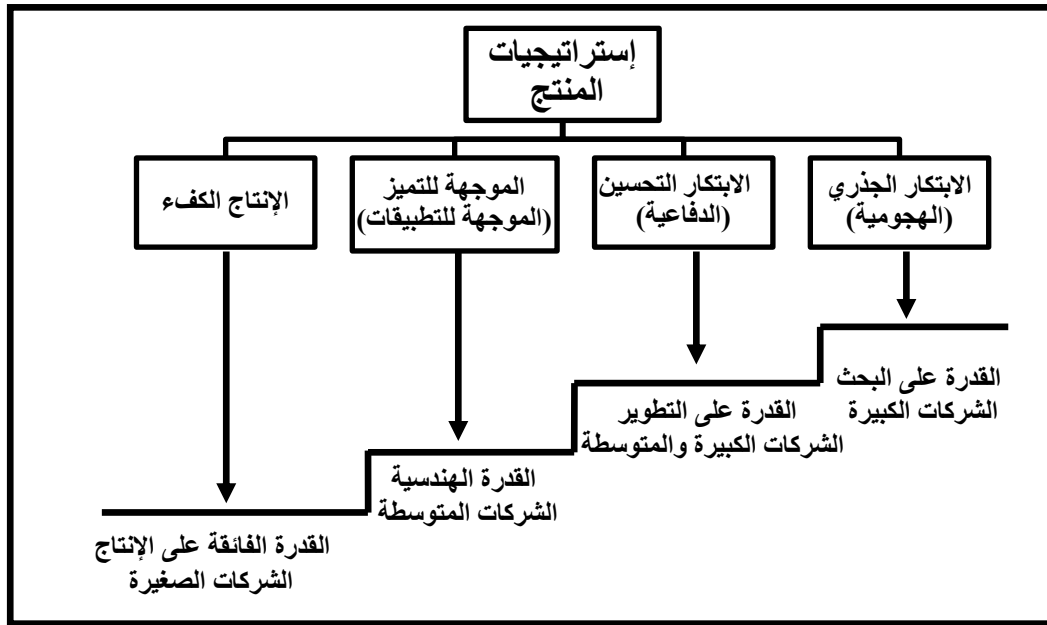 إستراتيجيات
المنتج
الابتكار الجذري
(الهجومية)
الابتكار التحسين
(الدفاعية)
الموجهة للتميز
(الموجهة للتطبيقات)
الإنتاج الكفء
القدرة على البحث
الشركات الكبيرة
القدرة على التطوير
الشركات الكبيرة والمتوسطة
القدرة الهندسية
الشركات المتوسطة
القدرة الفائقة على الإنتاج
الشركات الصغيرة